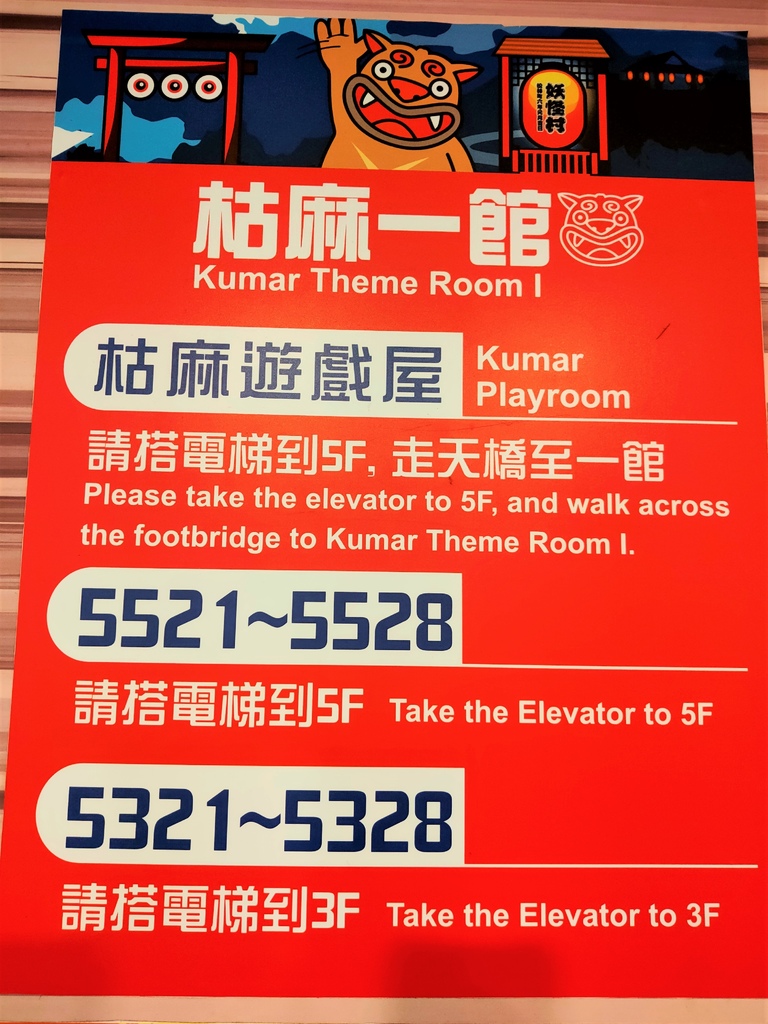 妖怪村
枯麻一館
Kumar Theme Room I
枯麻遊戲屋
Kumar
Playroom
請搭電梯到5F, 走天橋至一館
Please take the elevator to 5F, and walk across
the footbridge to Kumar Theme Room I.
5521~5528
請搭電梯到5F Take the Elevator to 5F
5321~5328
請搭電梯到3F Take the Elevator to 3F